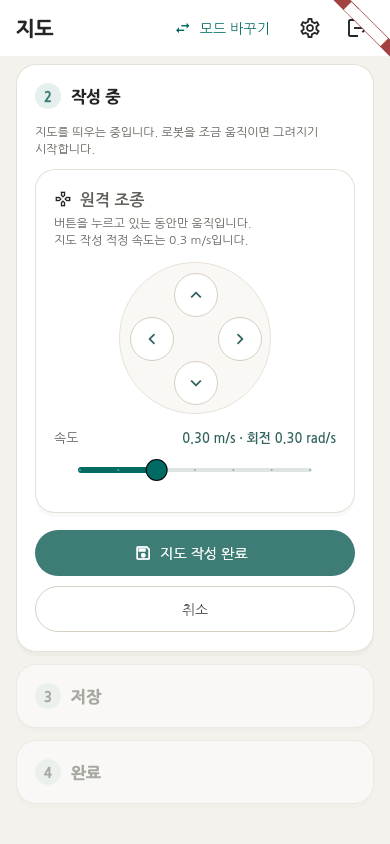 지도
모드 바꾸기
2 작성 중
지도를 띄우는 중입니다. 로봇을 조금 움직이면 그려지기
시작합니다.
원격 조종
버튼을 누르고 있는 동안만 움직입니다.
지도 작성 적정 속도는 0.3 m/s입니다.
속도
0.30 m/s · 회전 0.30 rad/s
지도 작성 완료
취소
3 저장
4 완료